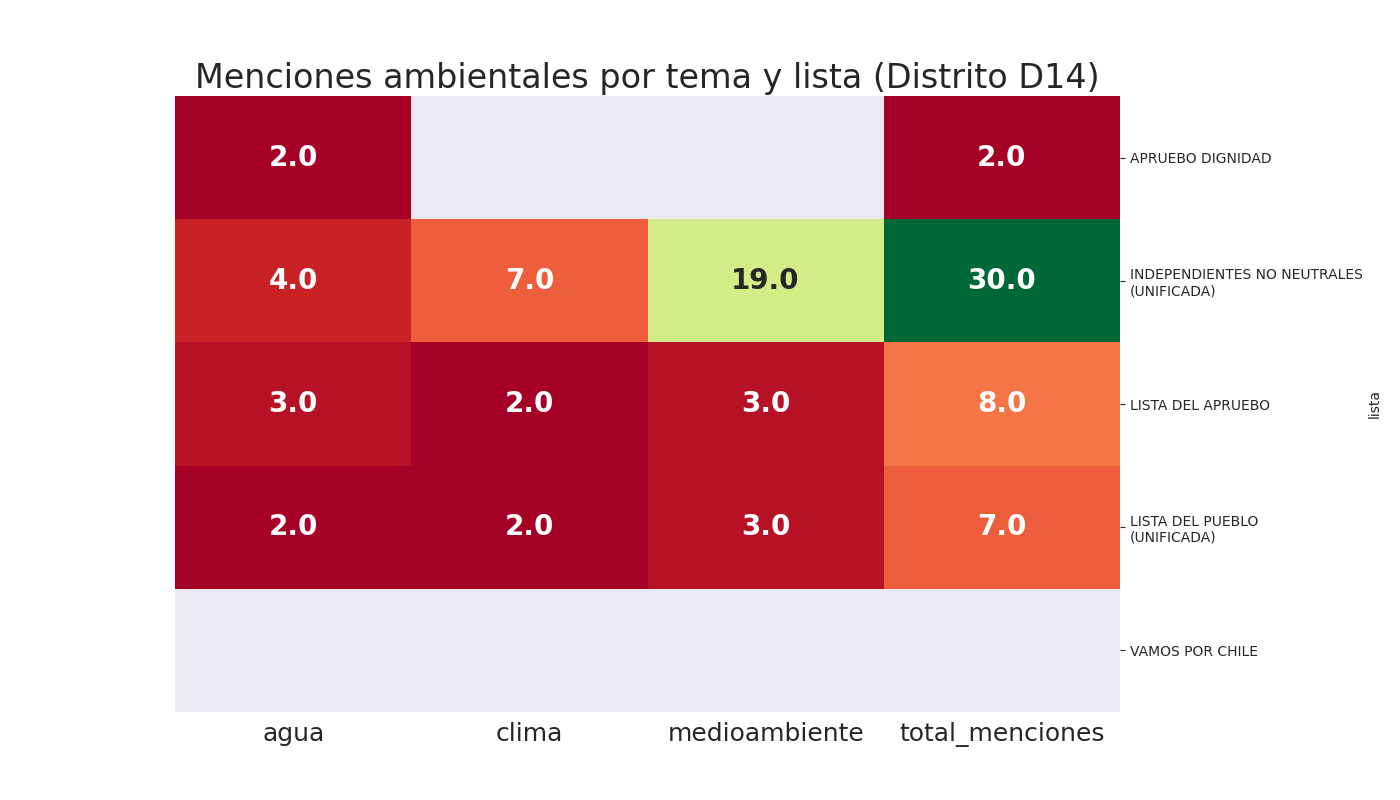 Menciones ambientales por tema y lista (Distrito D14)
2.0 2.0 APRUEBO DIGNIDAD
4.0 7.0 19.0 30.0 INDEPENDIENTES NO NEUTRALES
(UNIFICADA)
3.0 2.0 3.0 8.0 LISTA DEL APRUEBO
lista
2.0 2.0 3.0 7.0 LISTA DEL PUEBLO
(UNIFICADA)
VAMOS POR CHILE
agua clima medioambiente total_menciones